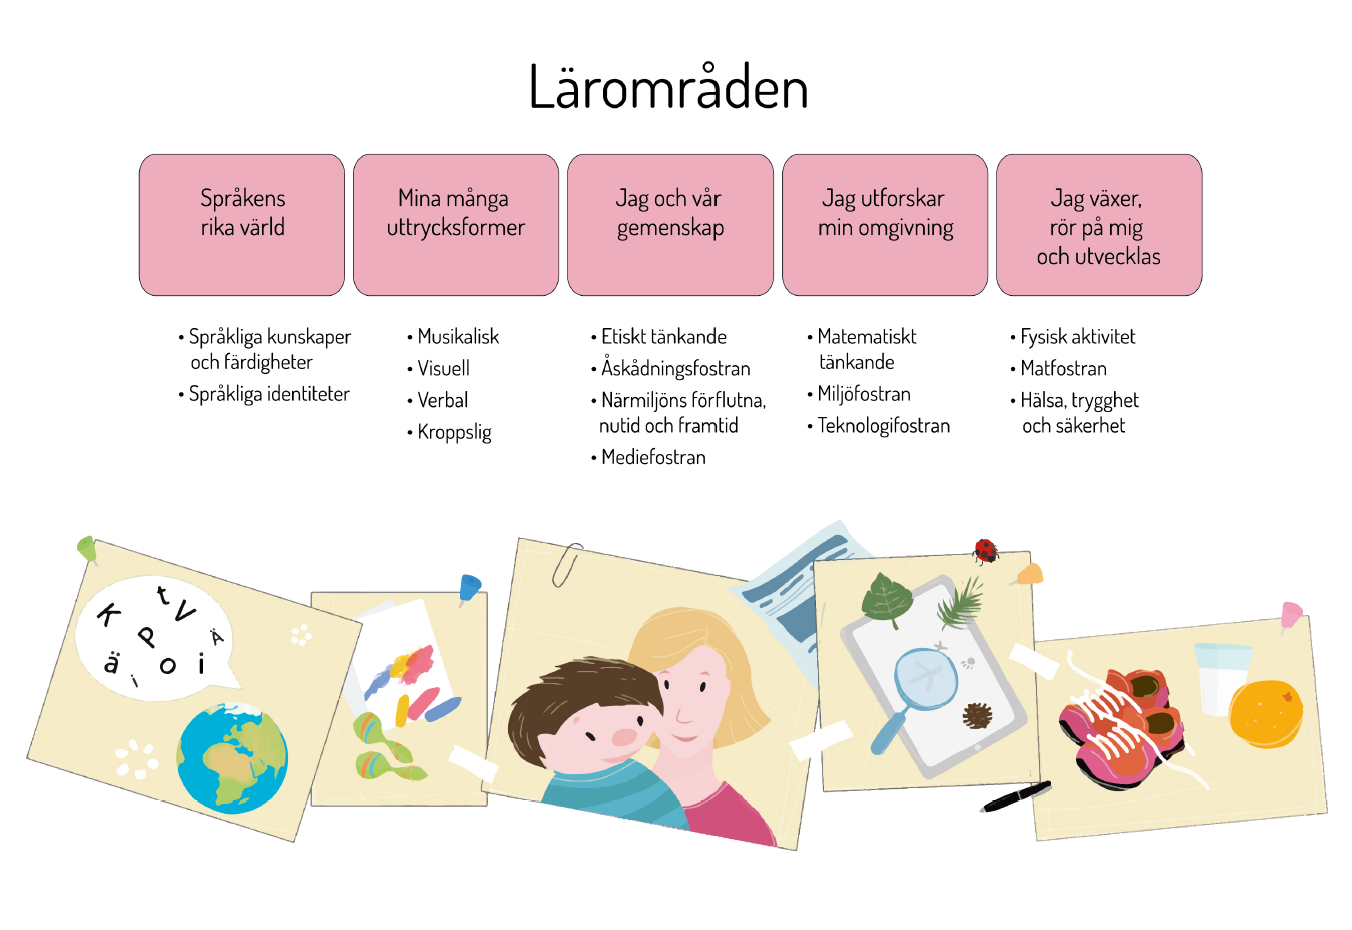 Lärområden
Språkens
rika värld
Mina många
uttrycksformer
Jag och vår
gemenskap
Jag utforskar
min omgivning
Jag växer,
rör på mig
och utvecklas
• Språkliga kunskaper
och färdigheter
• Språkliga identiteter
• Musikalisk
• Visuell
• Verbal
• Kroppslig
• Etiskt tänkande
• Åskådningsfostran
• Närmiljöns förflutna,
nutid och framtid
• Mediefostran
• Matematiskt
tänkande
• Miljöfostran
• Teknologifostran
• Fysisk aktivitet
• Matfostran
• Hälsa, trygghet
och säkerhet
K t V
P Ä
ä i o i